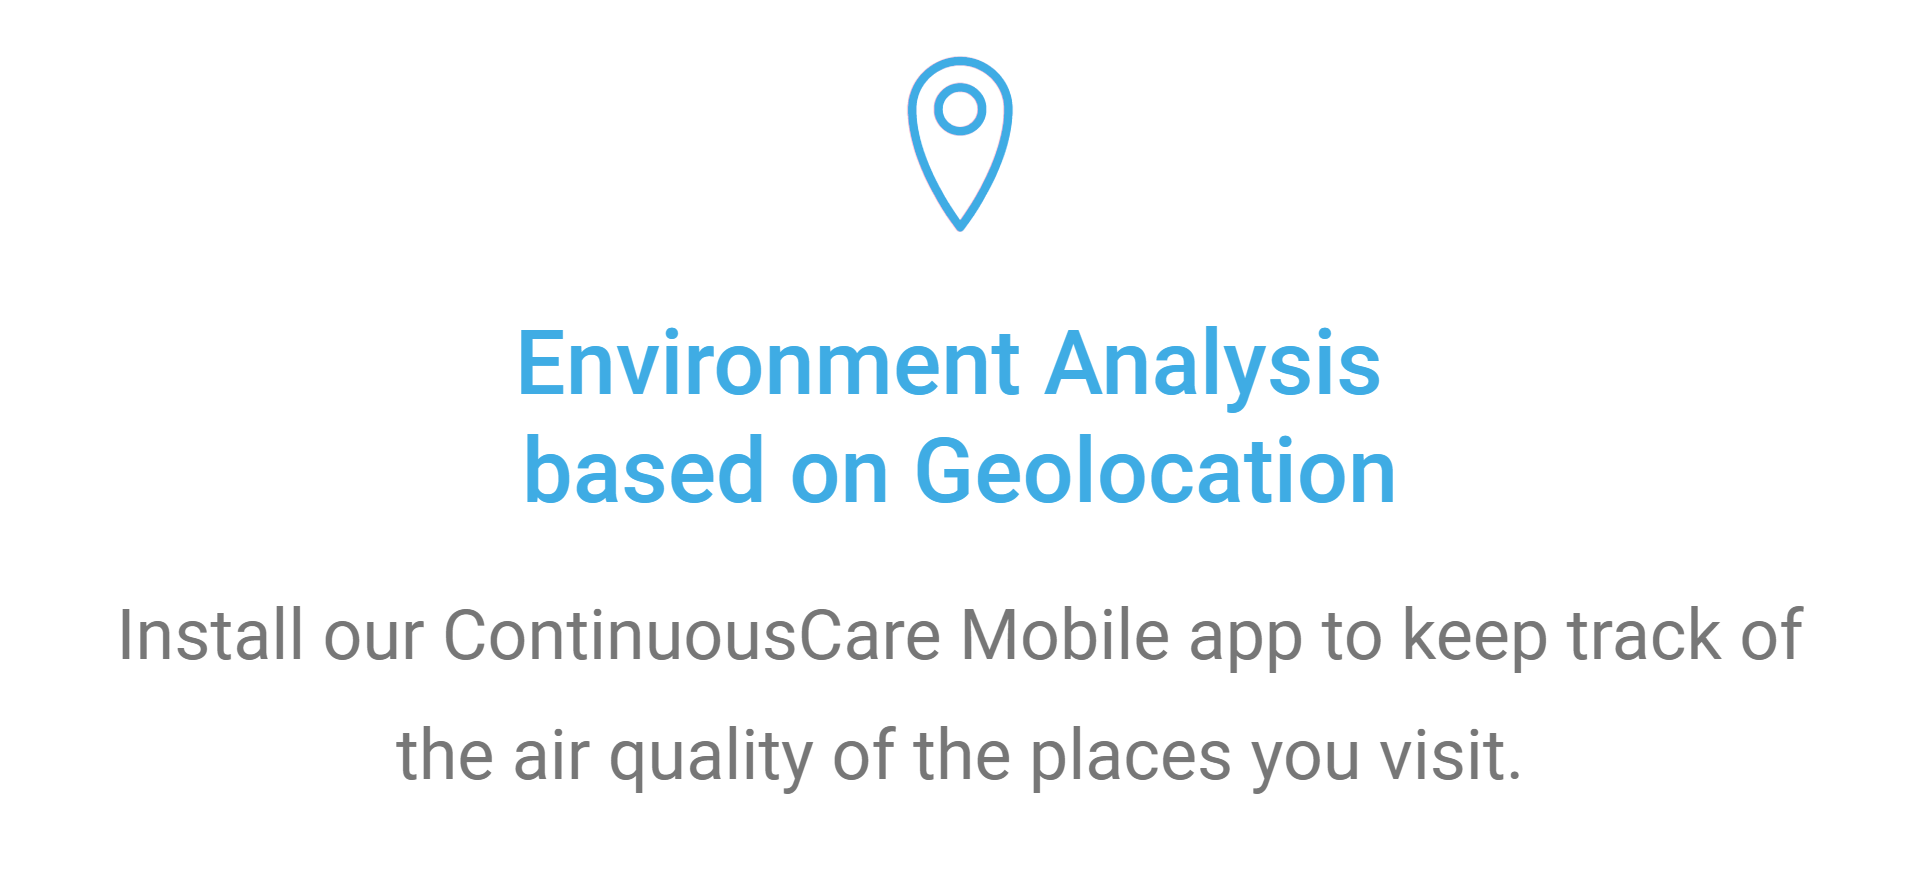 Environment Analysis
based on Geolocation
Install our ContinuousCare Mobile app to keep track of
the air quality of the places you visit.